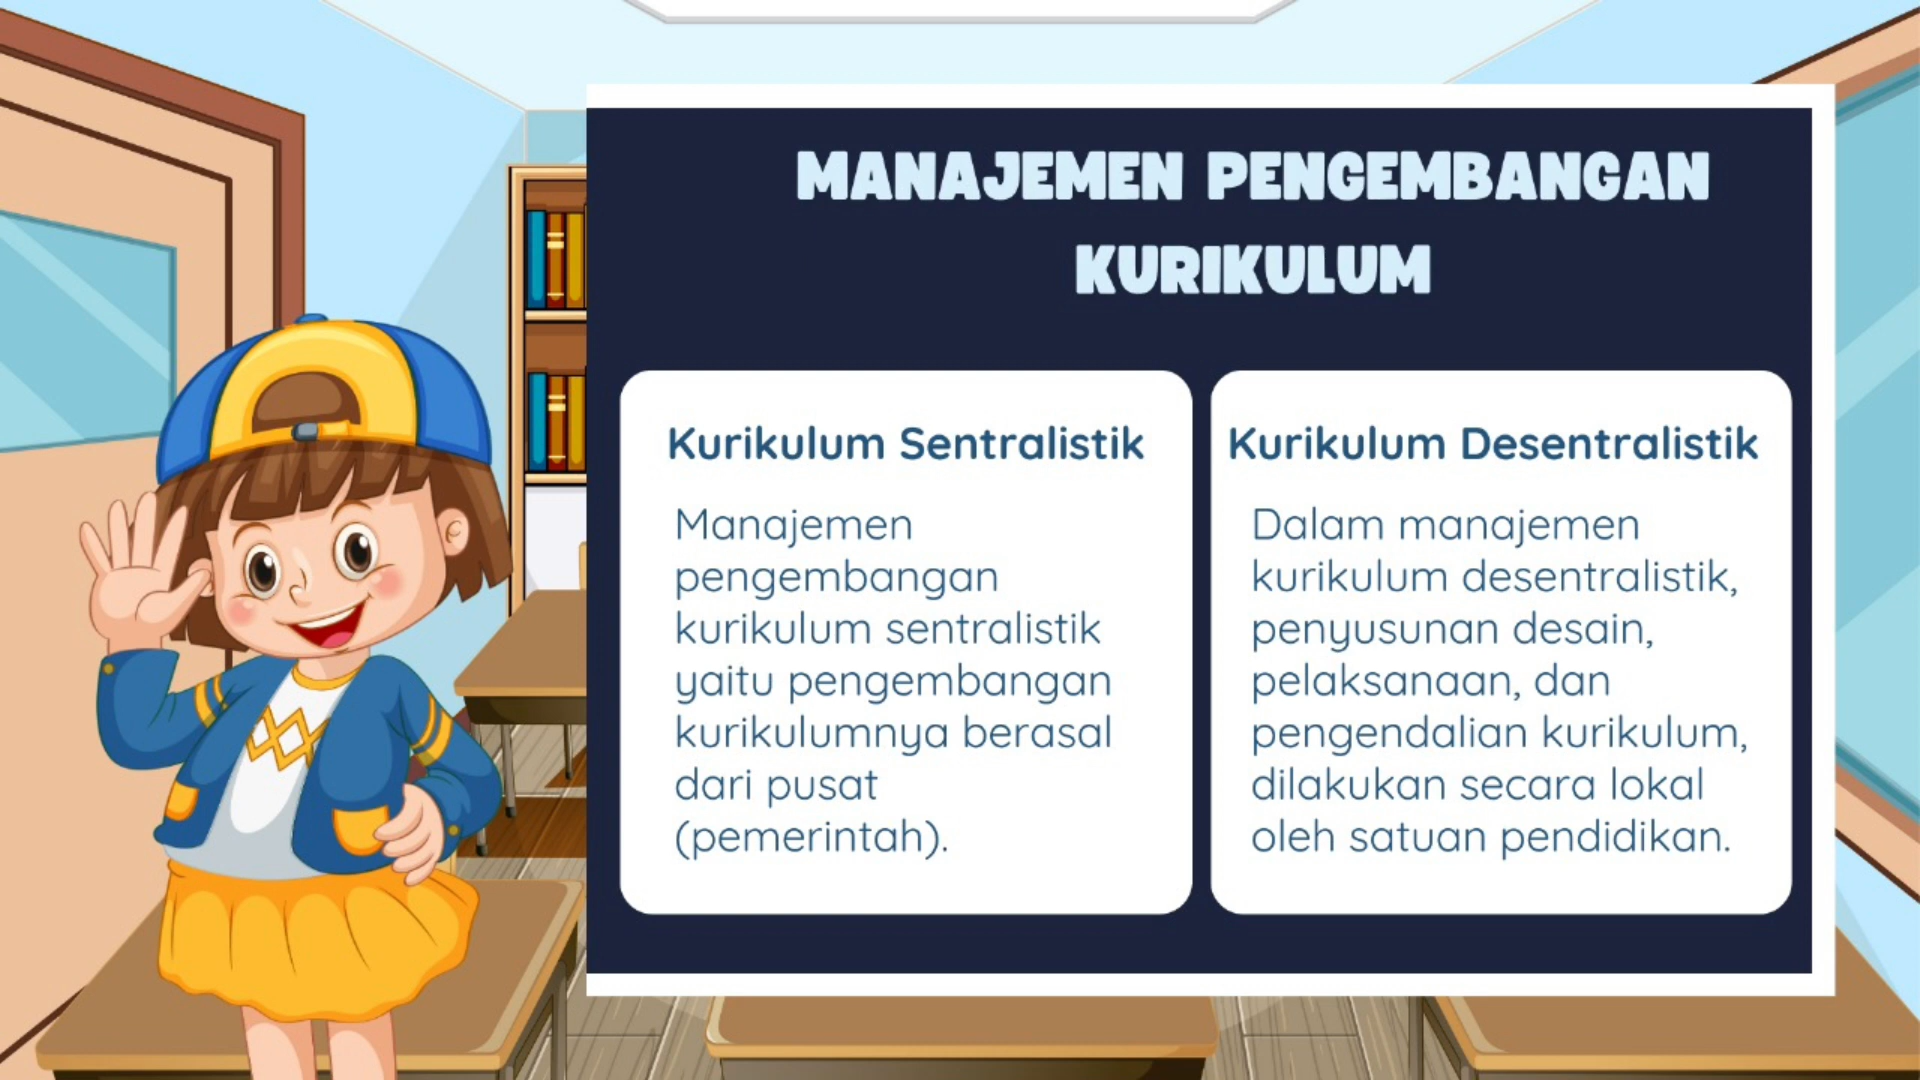 MANAJEMEN PENGEMBANGAN
KURIKULUM
Kurikulum Sentralistik
Manajemen
pengembangan
kurikulum sentralistik
yaitu pengembangan
kurikulumnya berasal
dari pusat
(pemerintah).
Kurikulum Desentralistik
Dalam manajemen
kurikulum desentralistik,
penyusunan desain,
pelaksanaan, dan
pengendalian kurikulum,
dilakukan secara lokal
oleh satuan pendidikan.